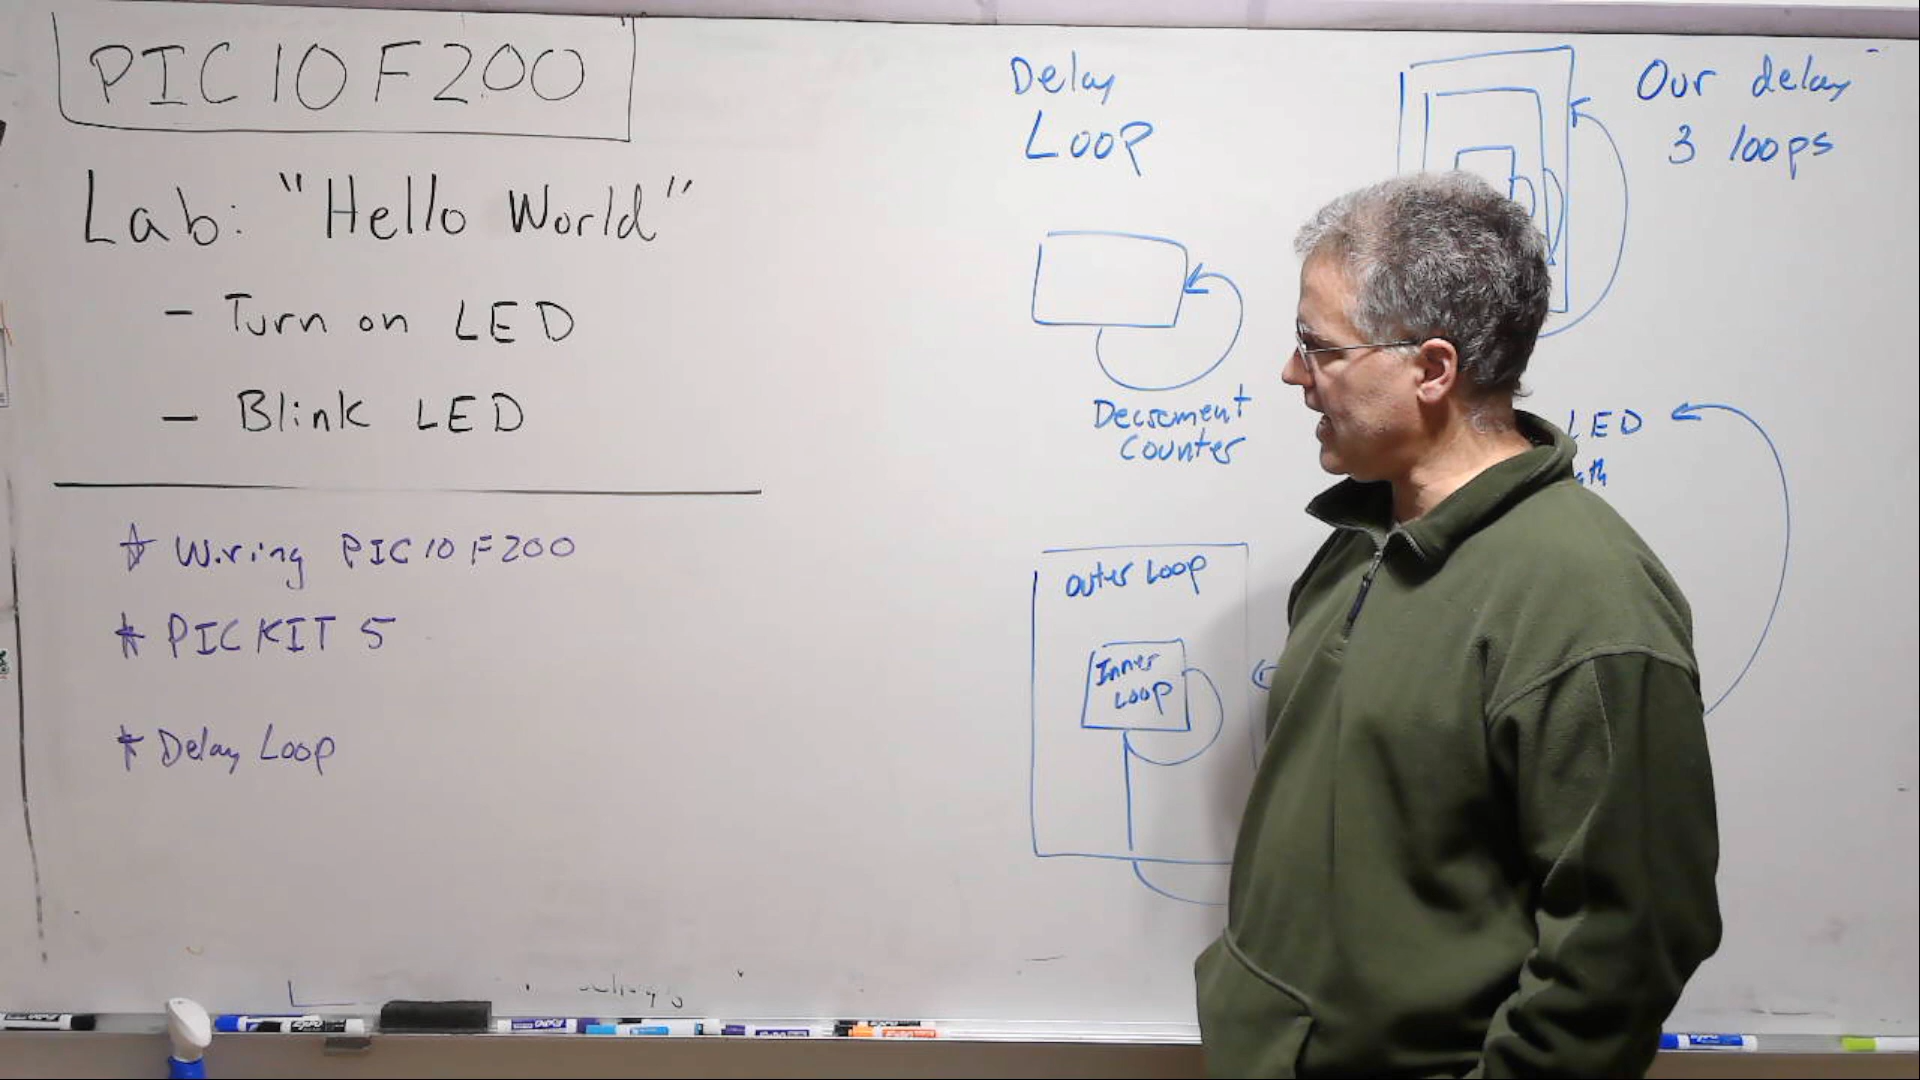 PIC10F200
Lab: "Hello World"
- Turn on LED
- Blink LED
* Wiring PIC10F200
* PICKIT 5
* Delay Loop
Delay
Loop
Decrement
Counter
Outer Loop
Inner
Loop
Our delay
3 loops
LED